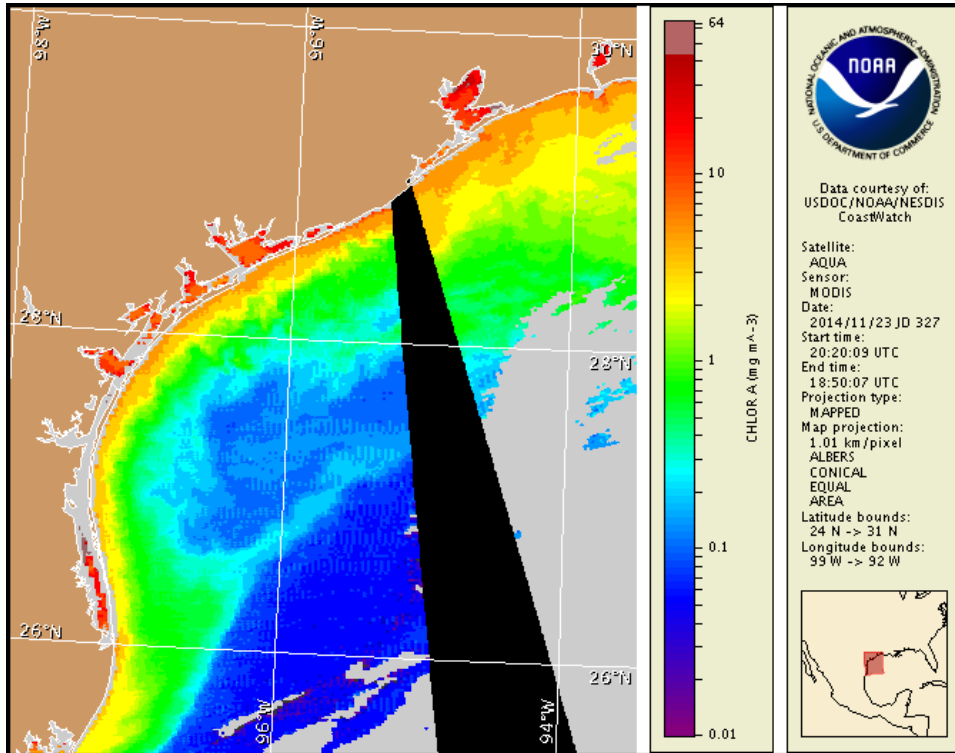 98°W
96°W
30°N
28°N
28°N
26°N
26°N
96°W
94°W
64
10
1
0.1
0.01
CHLOR A (mg m^-3)
NATIONAL OCEANIC AND ATMOSPHERIC ADMINISTRATION
NOAA
U.S. DEPARTMENT OF COMMERCE
Data courtesy of:
USDOC/NOAA/NESDIS
CoastWatch
Satellite:
AQUA
Sensor:
MODIS
Date:
2014/11/23 JD 327
Start time:
20:20:09 UTC
End time:
18:50:07 UTC
Projection type:
MAPPED
Map projection:
1.01 km/pixel
ALBERS
CONICAL
EQUAL
AREA
Latitude bounds:
24 N -> 31 N
Longitude bounds:
99 W -> 92 W